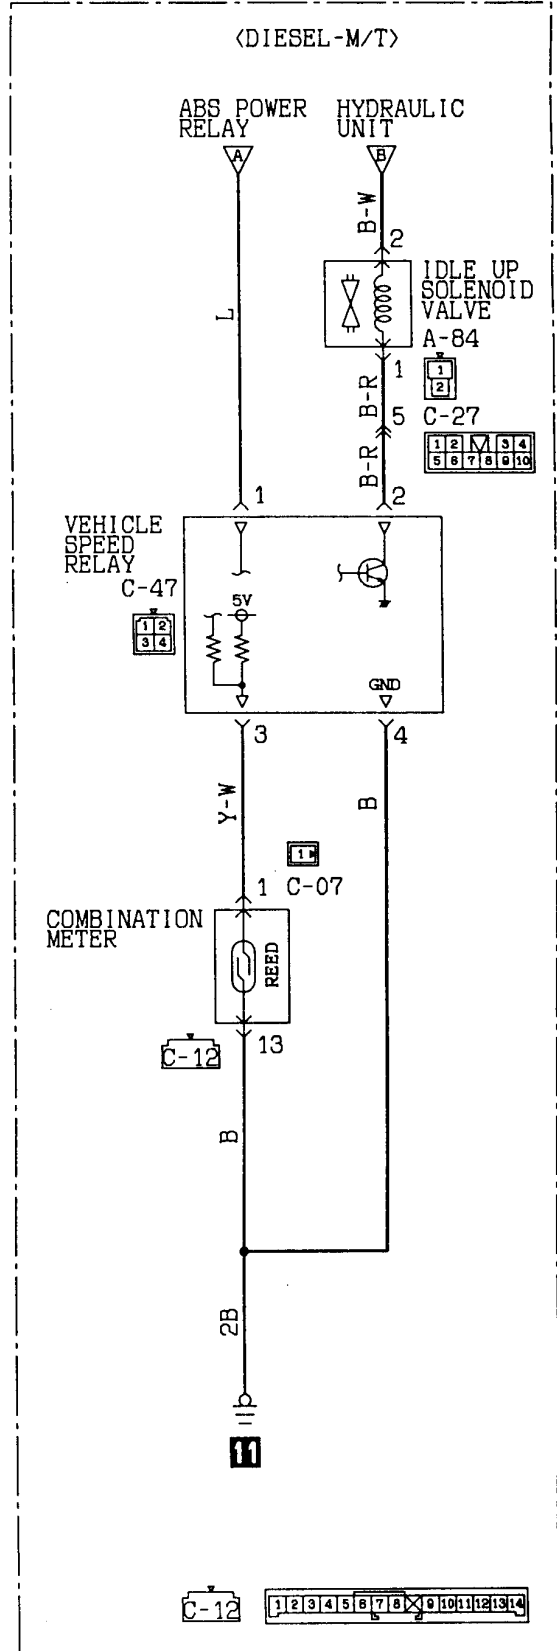 <DIESEL-M/T>
ABS POWER
RELAY
HYDRAULIC
UNIT
A
B
B-W
2
L
IDLE UP
SOLENOID
VALVE
A-84
1
1
2
B-R
5
C-27
1 2 3 4
5 6 7 8 9 10
B-R
1
2
VEHICLE
SPEED
RELAY
C-47
1 2
3 4
5V
GND
3
4
Y-W
B
1
1
C-07
COMBINATION
METER
REED
C-12
13
B
2B
11
C-12
1 2 3 4 5 6 7 8 9 10 11 12 13 14